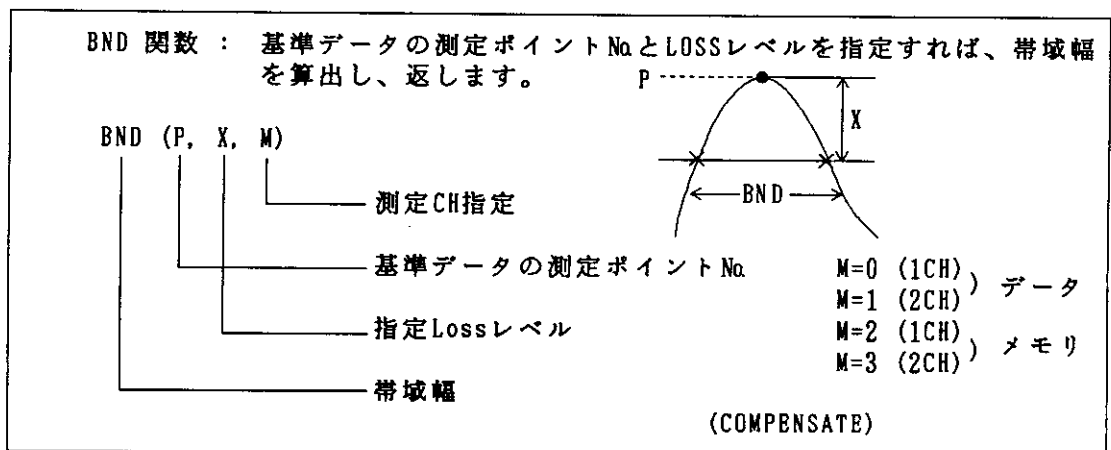 BND 関数 : 基準データの測定ポイントNo.とLOSSレベルを指定すれば、帯域幅
を算出し、返します。
P
X
BND (P, X, M)
BND
測定CH指定
基準データの測定ポイントNo.
指定Lossレベル
帯域幅
M=0 (1CH)
M=1 (2CH) ) データ
M=2 (1CH)
M=3 (2CH) ) メモリ
(COMPENSATE)